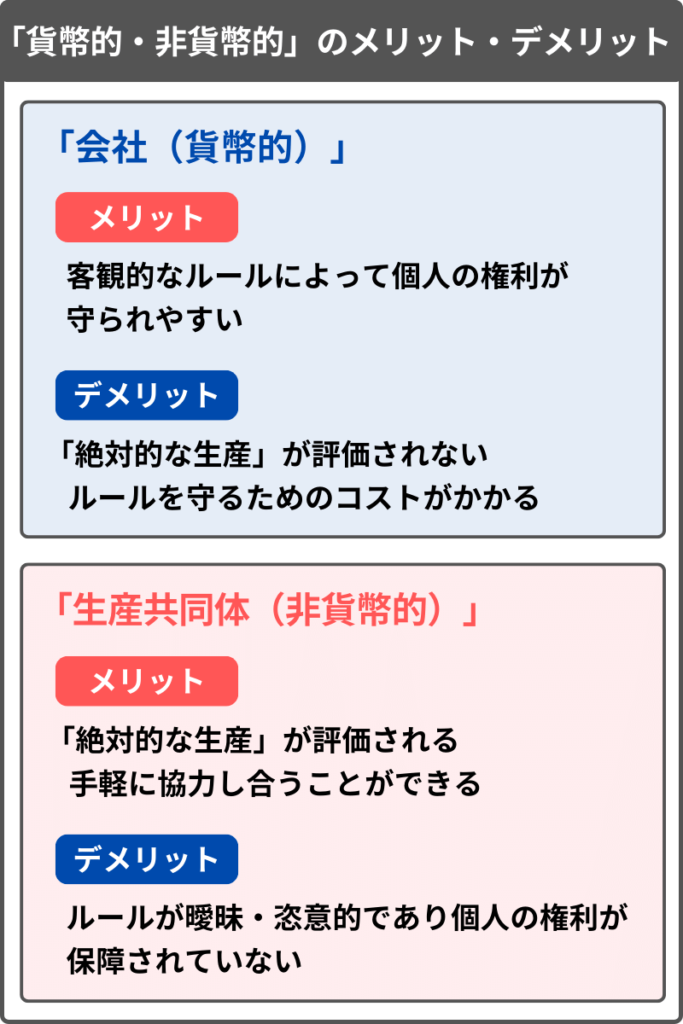 「貨幣的・非貨幣的」のメリット・デメリット
「会社（貨幣的）」
メリット
客観的なルールによって個人の権利が
守られやすい
デメリット
「絶対的な生産」が評価されない
ルールを守るためのコストがかかる
「生産共同体（非貨幣的）」
メリット
「絶対的な生産」が評価される
手軽に協力し合うことができる
デメリット
ルールが曖昧・恣意的であり個人の権利が
保障されていない